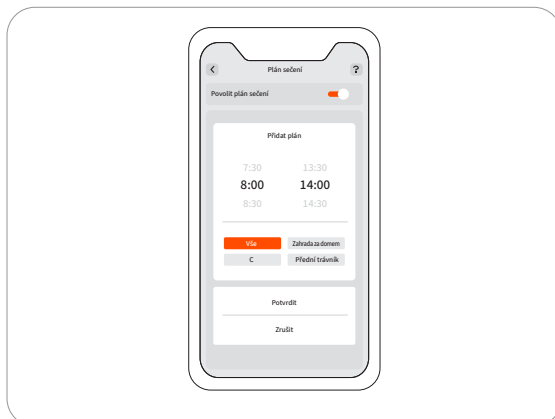 Plán sečení ?
Povolit plán sečení
Přidat plán
7:30 13:30
8:00 14:00
8:30 14:30
Vše Zahrada za domem
C Přední trávník
Potvrdit
Zrušit